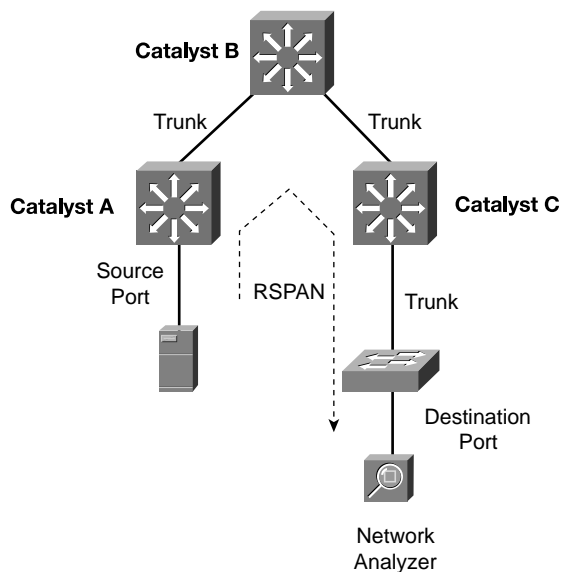 Catalyst B
Trunk
Trunk
Catalyst A
Catalyst C
Source
Port
RSPAN
Trunk
Destination
Port
Network
Analyzer